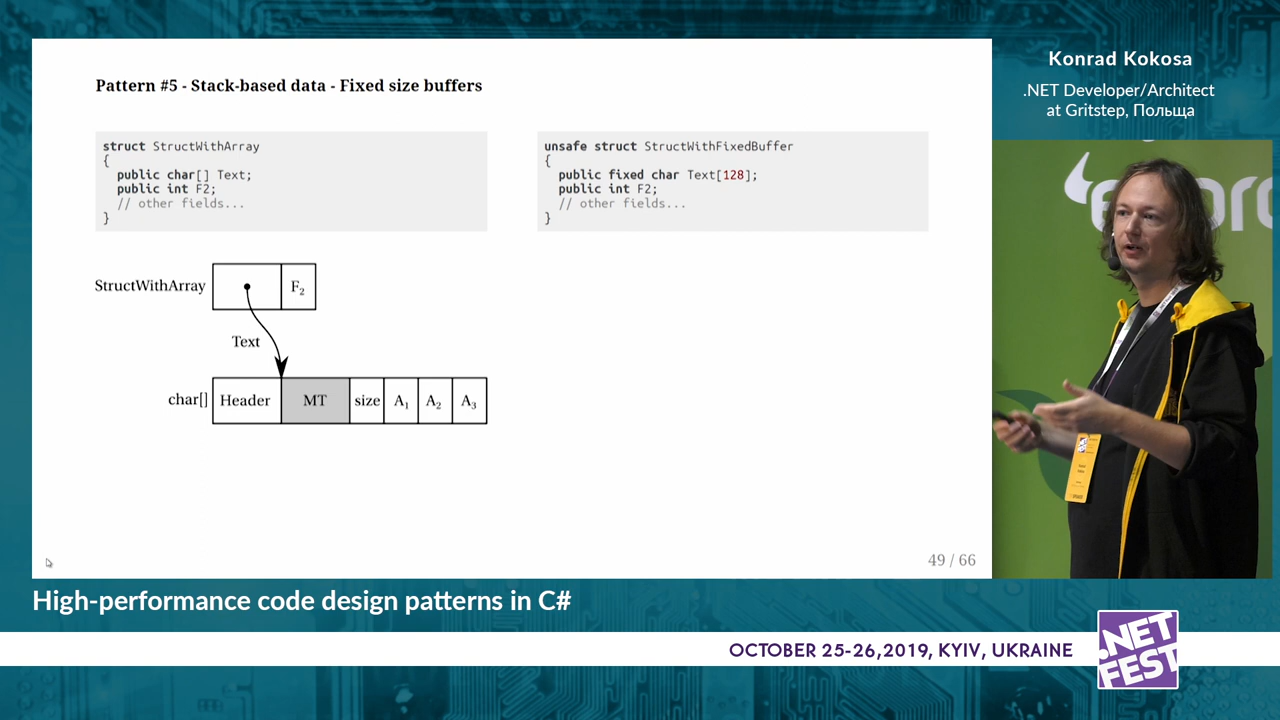 Pattern #5 - Stack-based data - Fixed size buffers
struct StructWithArray
{
public char[] Text;
public int F2;
// other fields...
}
unsafe struct StructWithFixedBuffer
{
public fixed char Text[128];
public int F2;
// other fields...
}
StructWithArray
F2
Text
char[]
Header
MT
size
A1
A2
A3
49 / 66
Konrad Kokosa
.NET Developer/Architect
at Gritstep, Польща
High-performance code design patterns in C#
OCTOBER 25-26,2019, KYIV, UKRAINE
.NET
FEST